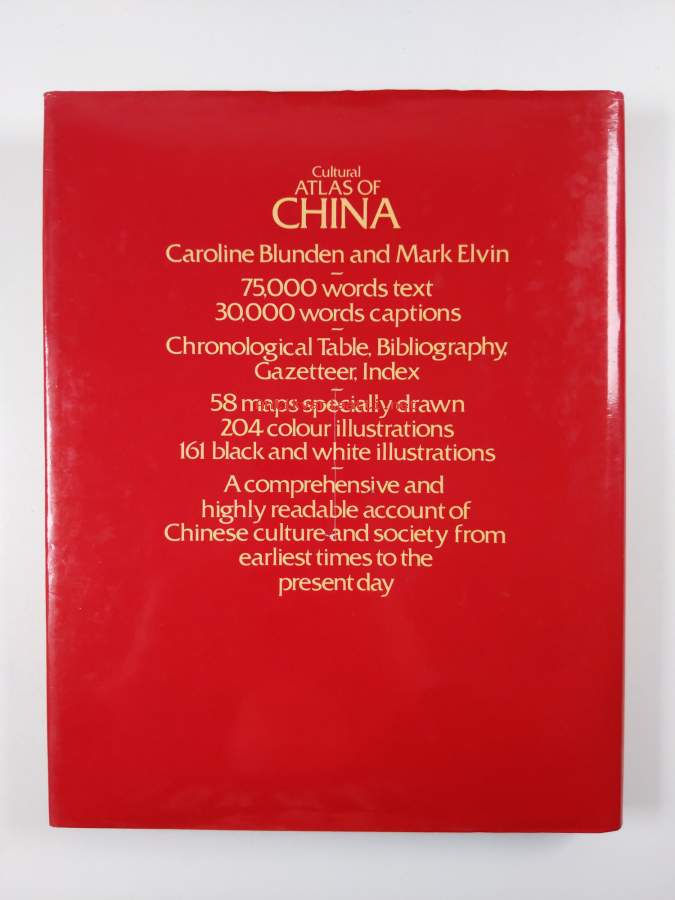 Cultural
ATLAS OF
CHINA
Caroline Blunden and Mark Elvin
75,000 words text
30,000 words captions
Chronological Table, Bibliography,
Gazetteer, Index
58 maps specially drawn
204 colour illustrations
161 black and white illustrations
A comprehensive and
highly readable account of
Chinese culture and society from
earliest times to the
present day